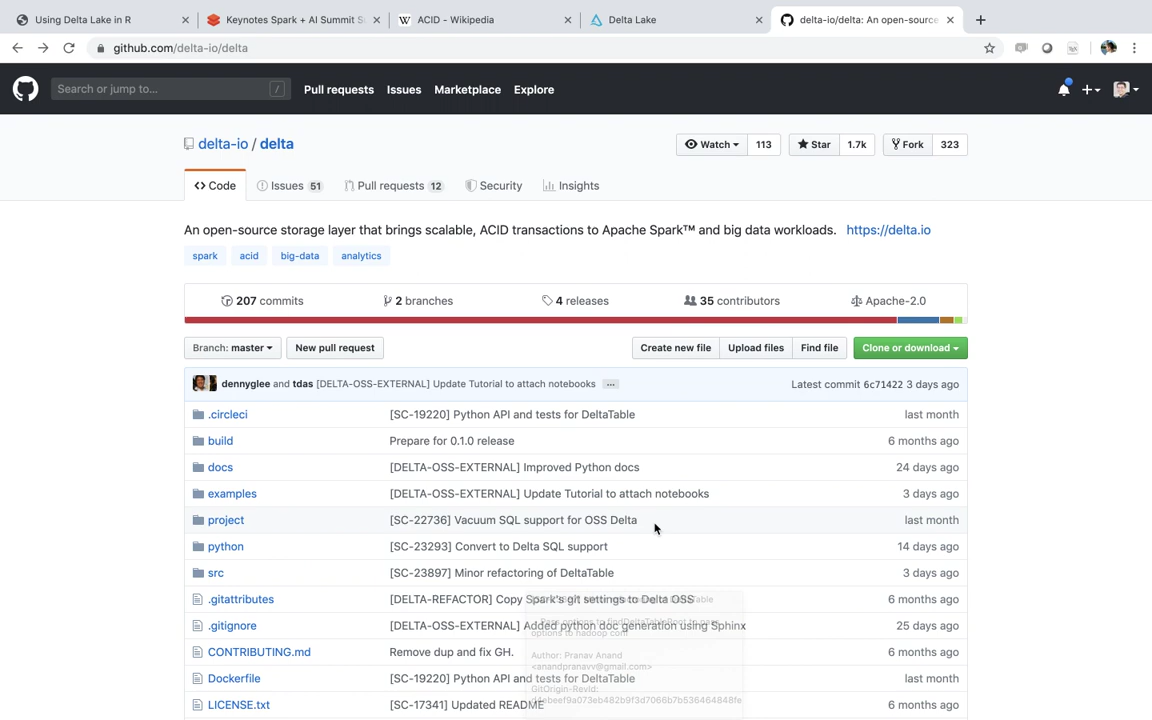 Using Delta Lake in R
Keynotes Spark + AI Summit S
ACID - Wikipedia
Delta Lake
delta-io/delta: An open-source
github.com/delta-io/delta
Search or jump to...
/
Pull requests
Issues
Marketplace
Explore
delta-io / delta
Watch 113
Star 1.7k
Fork 323
Code
Issues 51
Pull requests 12
Security
Insights
An open-source storage layer that brings scalable, ACID transactions to Apache Spark™ and big data workloads. https://delta.io
spark acid big-data analytics
207 commits 2 branches 4 releases 35 contributors Apache-2.0
Branch: master New pull request Create new file Upload files Find file Clone or download
dennyglee and tdas [DELTA-OSS-EXTERNAL] Update Tutorial to attach notebooks ... Latest commit 6c71422 3 days ago
.circleci [SC-19220] Python API and tests for DeltaTable last month
build Prepare for 0.1.0 release 6 months ago
docs [DELTA-OSS-EXTERNAL] Improved Python docs 24 days ago
examples [DELTA-OSS-EXTERNAL] Update Tutorial to attach notebooks 3 days ago
project [SC-22736] Vacuum SQL support for OSS Delta last month
python [SC-23293] Convert to Delta SQL support 14 days ago
src [SC-23897] Minor refactoring of DeltaTable 3 days ago
.gitattributes [DELTA-REFACTOR] Copy Spark's git settings to Delta OSS 6 months ago
.gitignore [DELTA-OSS-EXTERNAL] Added python doc generation using Sphinx 25 days ago
options to hadoop conf
CONTRIBUTING.md Remove dup and fix GH. 6 months ago
Author: Pranav Anand
<anandpranavv@gmail.com>
Dockerfile [SC-19220] Python API and tests for DeltaTable last month
GitOrigin-RevId:
LICENSE.txt [SC-17341] Updated README 6 months ago